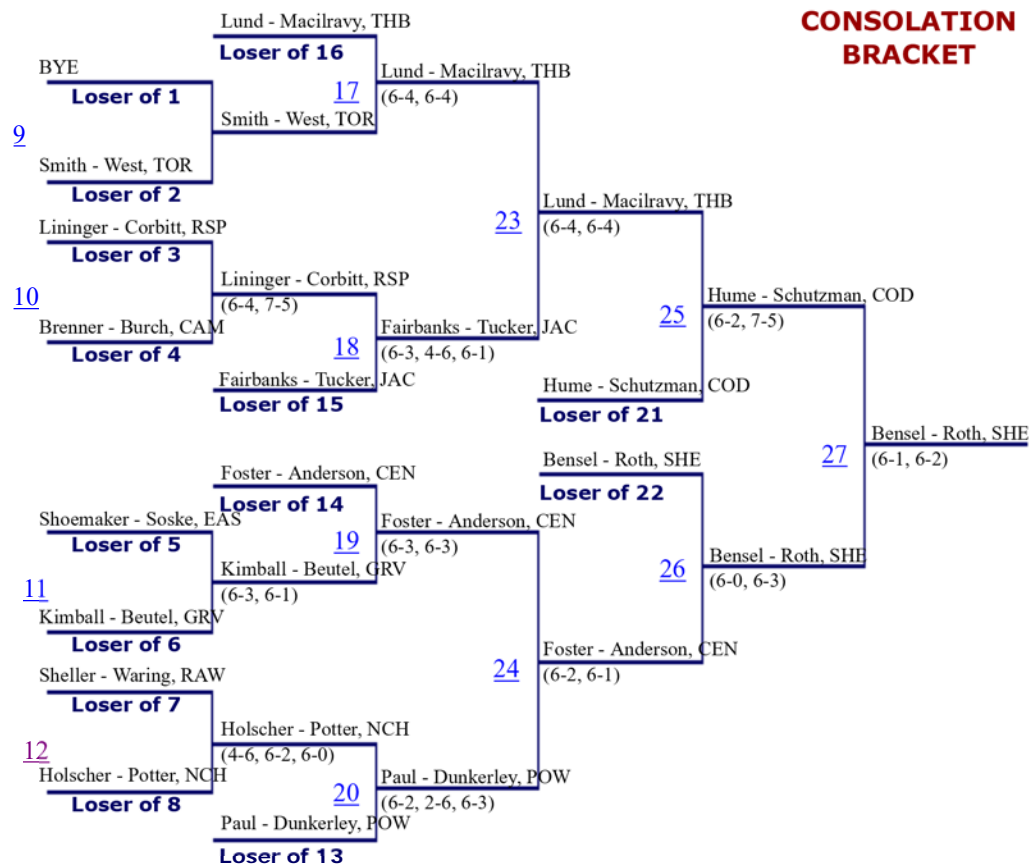 CONSOLATION
BRACKET
Lund - Macilravy, THB
Loser of 16
BYE
Loser of 1
17
Lund - Macilravy, THB
(6-4, 6-4)
9
Smith - West, TOR
Smith - West, TOR
Loser of 2
23
Lund - Macilravy, THB
(6-4, 6-4)
Lininger - Corbitt, RSP
Loser of 3
10
Lininger - Corbitt, RSP
(6-4, 7-5)
Brenner - Burch, CAM
Loser of 4
18
Fairbanks - Tucker, JAC
(6-3, 4-6, 6-1)
25
Hume - Schutzman, COD
(6-2, 7-5)
Fairbanks - Tucker, JAC
Loser of 15
Hume - Schutzman, COD
Loser of 21
27
Bensel - Roth, SHE
(6-1, 6-2)
Foster - Anderson, CEN
Loser of 14
Bensel - Roth, SHE
Loser of 22
Shoemaker - Soske, EAS
Loser of 5
19
Foster - Anderson, CEN
(6-3, 6-3)
11
Kimball - Beutel, GRV
(6-3, 6-1)
26
Bensel - Roth, SHE
(6-0, 6-3)
Kimball - Beutel, GRV
Loser of 6
24
Foster - Anderson, CEN
(6-2, 6-1)
Sheller - Waring, RAW
Loser of 7
12
Holscher - Potter, NCH
(4-6, 6-2, 6-0)
Holscher - Potter, NCH
Loser of 8
20
Paul - Dunkerley, POW
(6-2, 2-6, 6-3)
Paul - Dunkerley, POW
Loser of 13